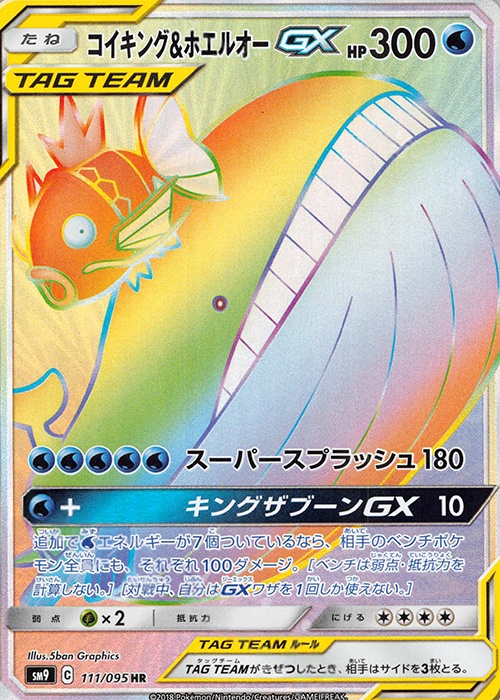 たね コイキング&ホエルオーGX HP300
TAG TEAM
スーパースプラッシュ 180
+ キングザブーンGX 10
追加でエネルギーが7個ついているなら、相手のベンチポケ
モン全員にも、それぞれ100ダメージ。[ベンチは弱点・抵抗力を
計算しない。] [対戦中、自分はGXワザを1回しか使えない。]
弱点 ×2 抵抗力 にげる
Illus.5ban Graphics
TAG TEAM ルール
SM9 C 111/095 HR
TAG TEAMがきぜつしたとき、相手はサイドを3枚とる。
©2018 Pokémon/Nintendo/Creatures/GAME FREAK.